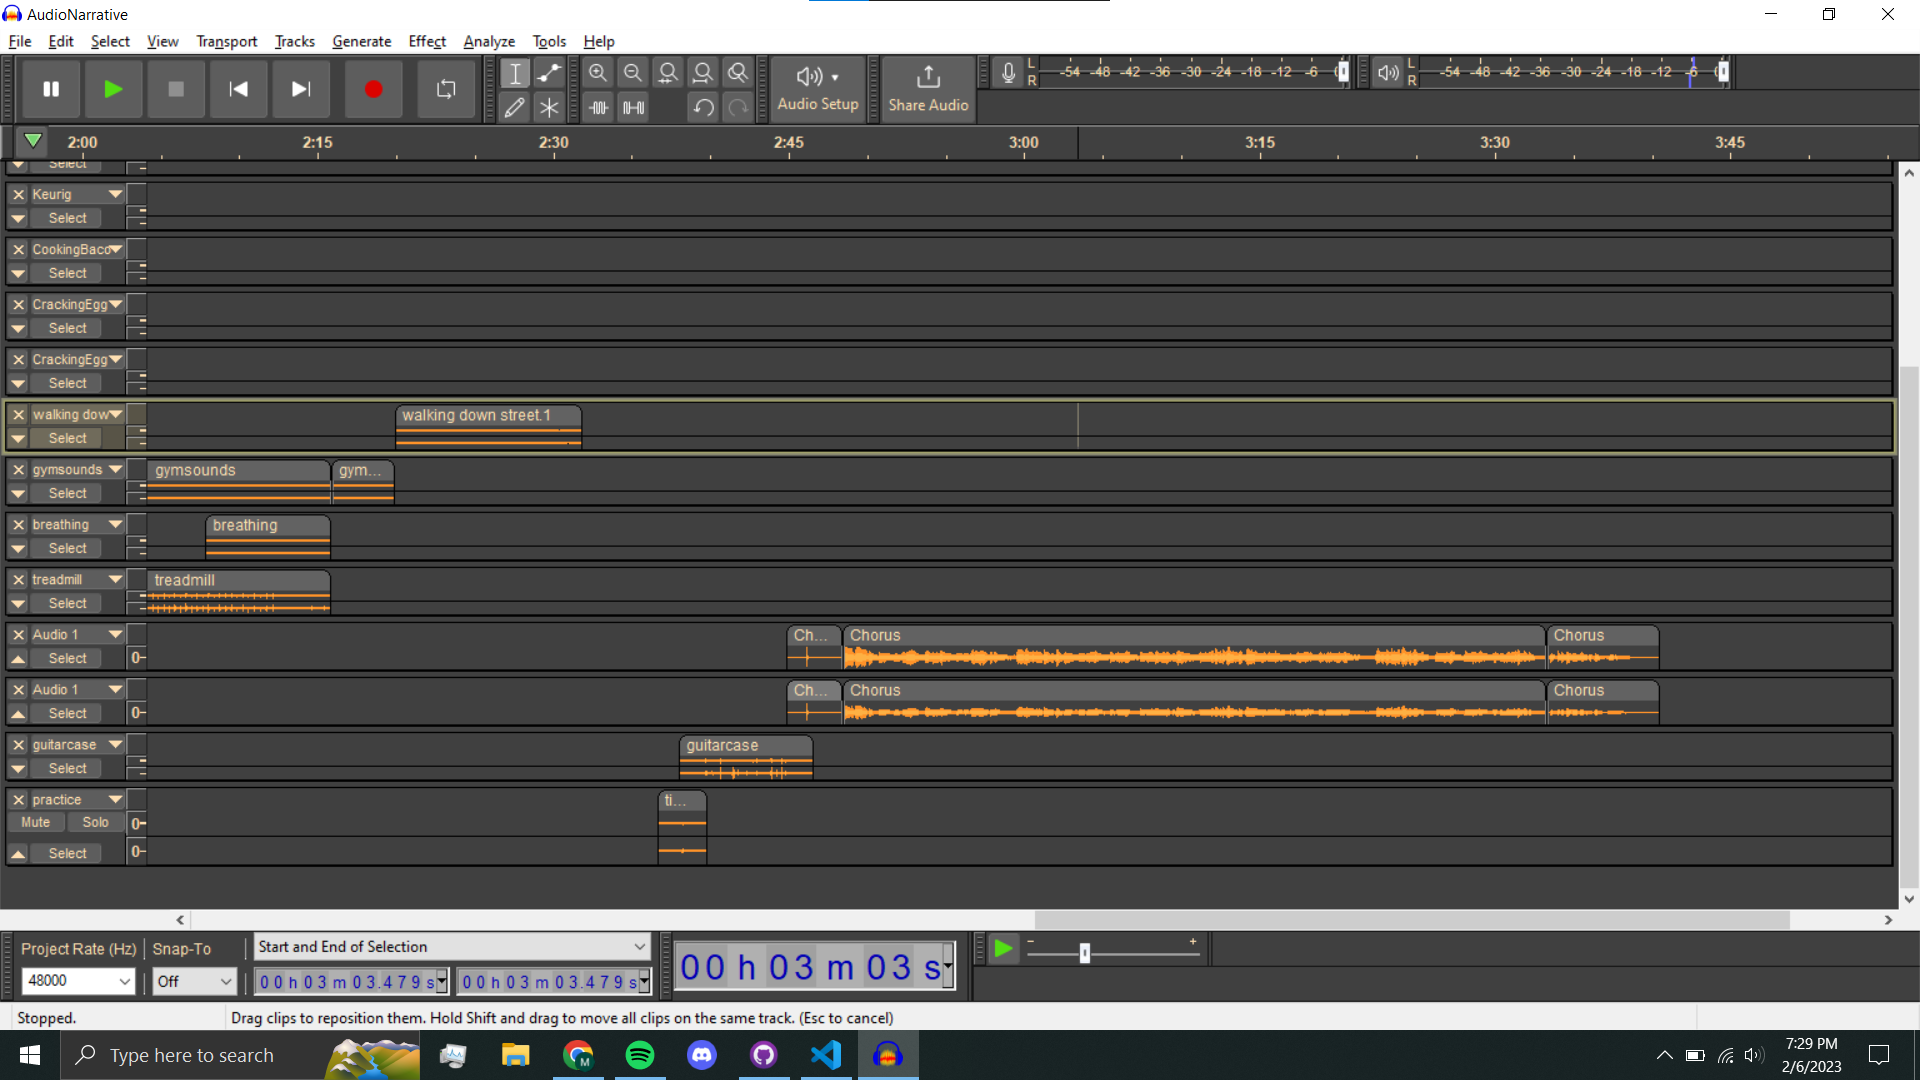 AudioNarrative
File Edit Select View Transport Tracks Generate Effect Analyze Tools Help
L
R
-54 -48 -42 -36 -30 -24 -18 -12 -6
L
R
-54 -48 -42 -36 -30 -24 -18 -12 -6
Audio Setup
Share Audio
2:00 2:15 2:30 2:45 3:00 3:15 3:30 3:45
Select
Keurig
Select
CookingBaco
Select
CrackingEgg
Select
CrackingEgg
Select
walking dow
walking down street.1
Select
gymsounds
gymsounds
gym...
Select
breathing
breathing
Select
treadmill
treadmill
Select
Audio 1
Ch...
Chorus
Chorus
Select
0-
Audio 1
Ch...
Chorus
Chorus
Select
0-
guitarcase
guitarcase
Select
practice
ti...
Mute Solo
0-
Select
0-
Project Rate (Hz)
Snap-To
Start and End of Selection
48000
Off
00 h 03 m 03.479 s
00 h 03 m 03.479 s
00 h 03 m 03 s
- +
Stopped.
Drag clips to reposition them. Hold Shift and drag to move all clips on the same track. (Esc to cancel)
Type here to search
M
7:29 PM
2/6/2023